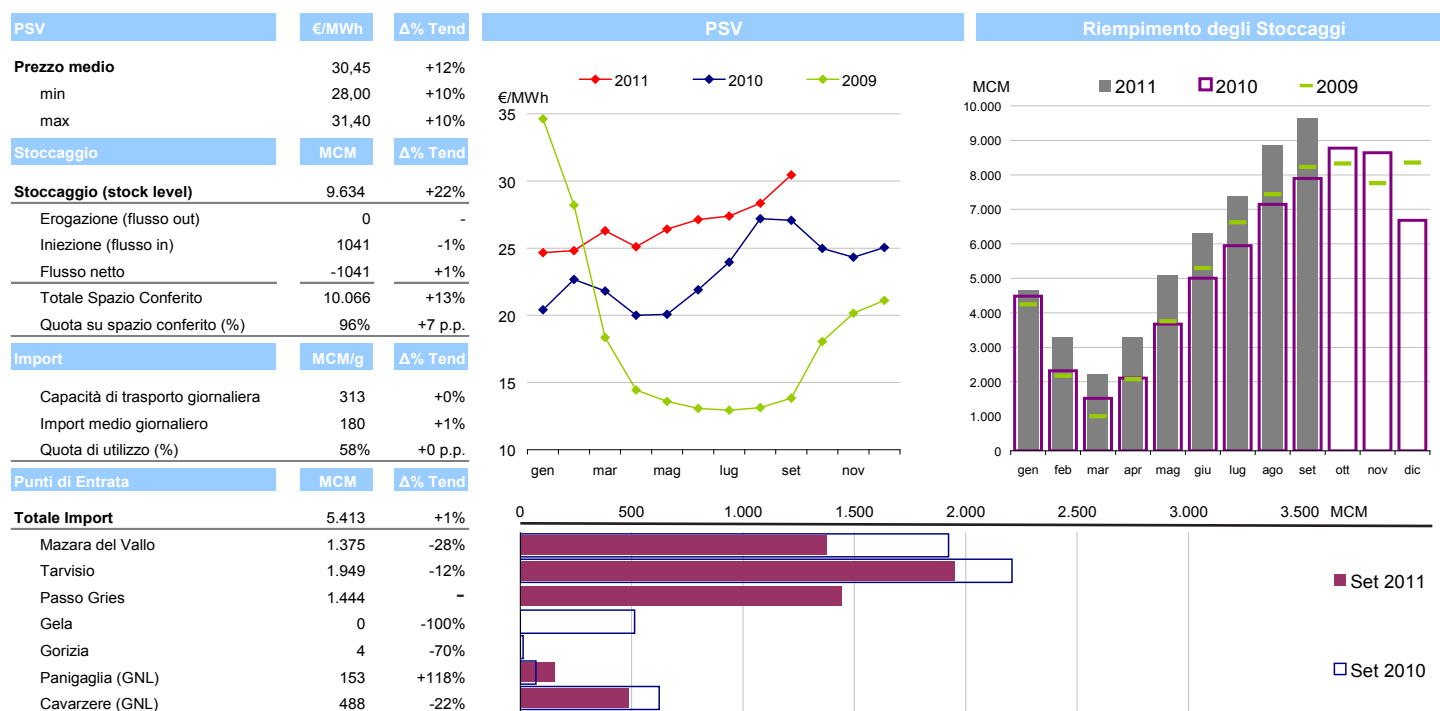 PSV €/MWh Δ% Tend
Prezzo medio 30,45 +12%
min 28,00 +10%
max 31,40 +10%
Stoccaggio MCM Δ% Tend
Stoccaggio (stock level) 9.634 +22%
Erogazione (flusso out) 0 -
Iniezione (flusso in) 1041 -1%
Flusso netto -1041 +1%
Totale Spazio Conferito 10.066 +13%
Quota su spazio conferito (%) 96% +7 p.p.
Import MCM/g Δ% Tend
Capacità di trasporto giornaliera 313 +0%
Import medio giornaliero 180 +1%
Quota di utilizzo (%) 58% +0 p.p.
Punti di Entrata MCM Δ% Tend
Totale Import 5.413 +1%
Mazara del Vallo 1.375 -28%
Tarvisio 1.949 -12%
Passo Gries 1.444 -
Gela 0 -100%
Gorizia 4 -70%
Panigaglia (GNL) 153 +118%
Cavarzere (GNL) 488 -22%
PSV
2011 2010 2009
€/MWh
35
30
25
20
15
10
gen mar mag lug set nov
Riempimento degli Stoccaggi
MCM 2011 2010 2009
10.000
9.000
8.000
7.000
6.000
5.000
4.000
3.000
2.000
1.000
0
gen feb mar apr mag giu lug ago set ott nov dic
0 500 1.000 1.500 2.000 2.500 3.000 3.500 MCM
Set 2011
Set 2010